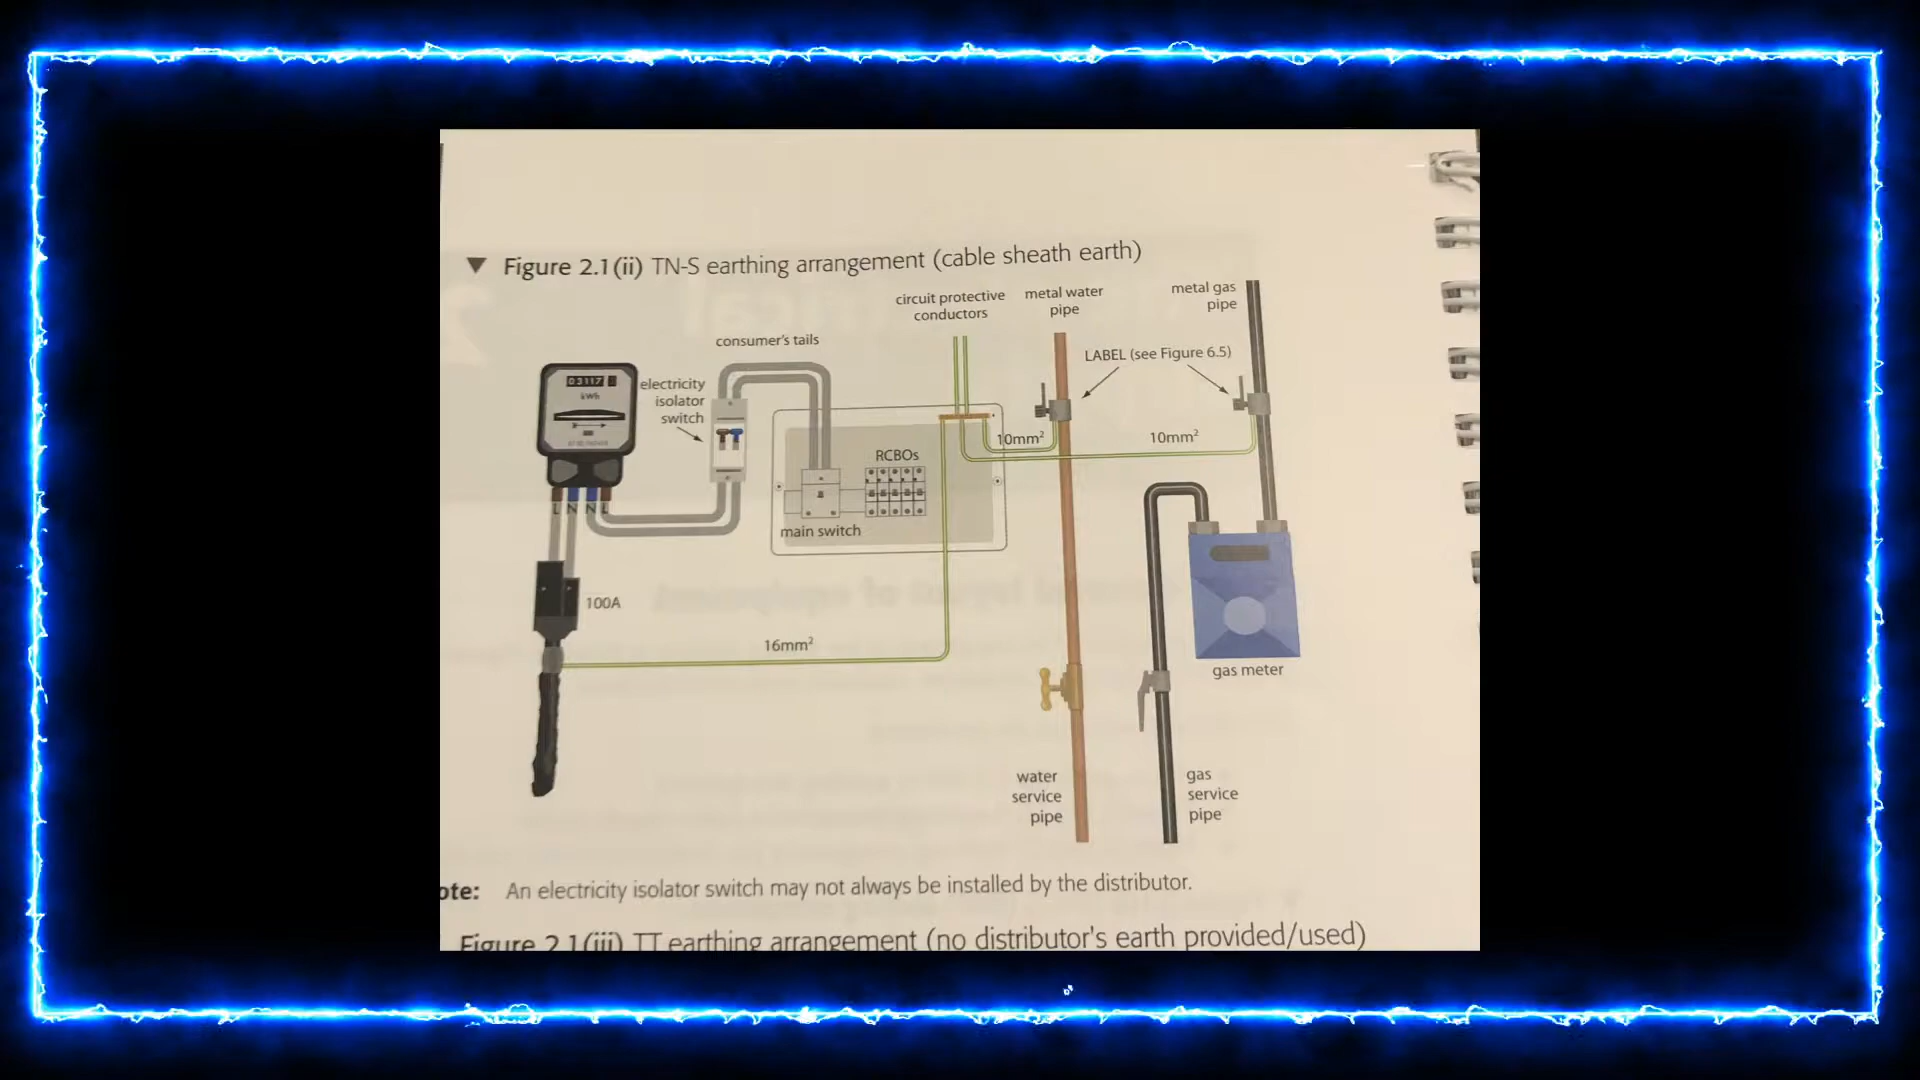 ▼ Figure 2.1(ii) TN-S earthing arrangement (cable sheath earth)
circuit protective
conductors
metal water
pipe
metal gas
pipe
consumer's tails
LABEL (see Figure 6.5)
electricity
isolator
switch
03117
kWh
10mm²
10mm²
RCBOs
L N N L
main switch
100A
16mm²
gas meter
water
service
pipe
gas
service
pipe
ote: An electricity isolator switch may not always be installed by the distributor.
Figure 2.1(iii) TT earthing arrangement (no distributor's earth provided/used)